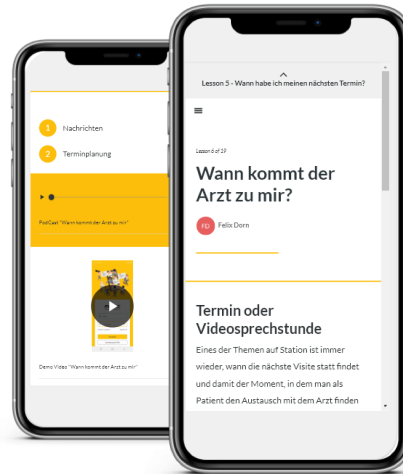 1 Nachrichten
2 Terminplanung
PodCast "Wann kommt der Arzt zu mir"
Demo Video "Wann kommt der Arzt zu mir"
Lesson 5 - Wann habe ich meinen nächsten Termin?
Lesson 6 of 19
Wann kommt der
Arzt zu mir?
FD Felix Dorn
Termin oder
Videosprechstunde
Eines der Themen auf Station ist immer
wieder, wann die nächste Visite statt findet
und damit der Moment, in dem man als
Patient den Austausch mit dem Arzt finden